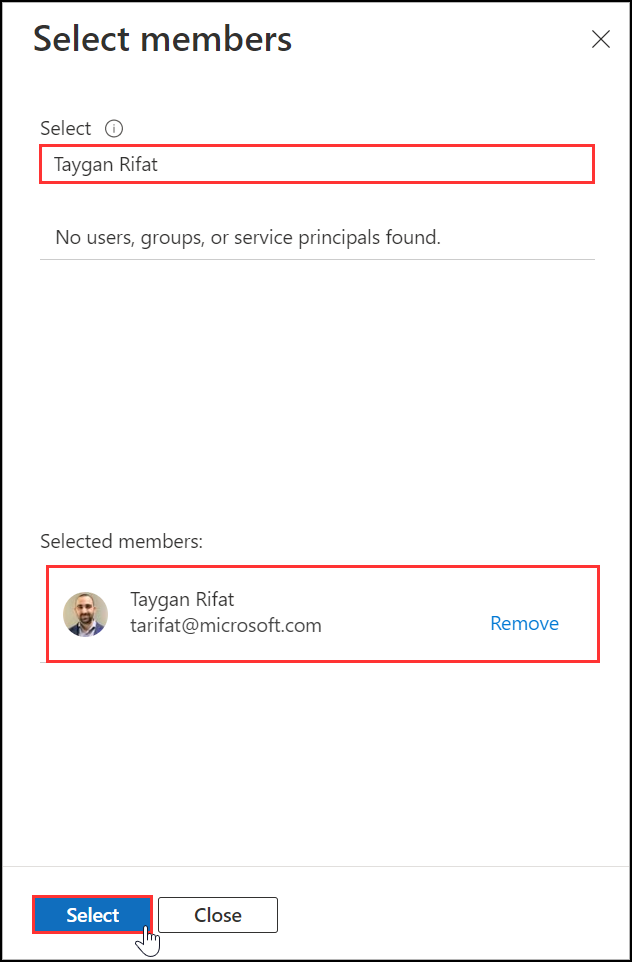 Select members
Select
Taygan Rifat
No users, groups, or service principals found.
Selected members:
Taygan Rifat
tarifat@microsoft.com
Remove
Select
Close